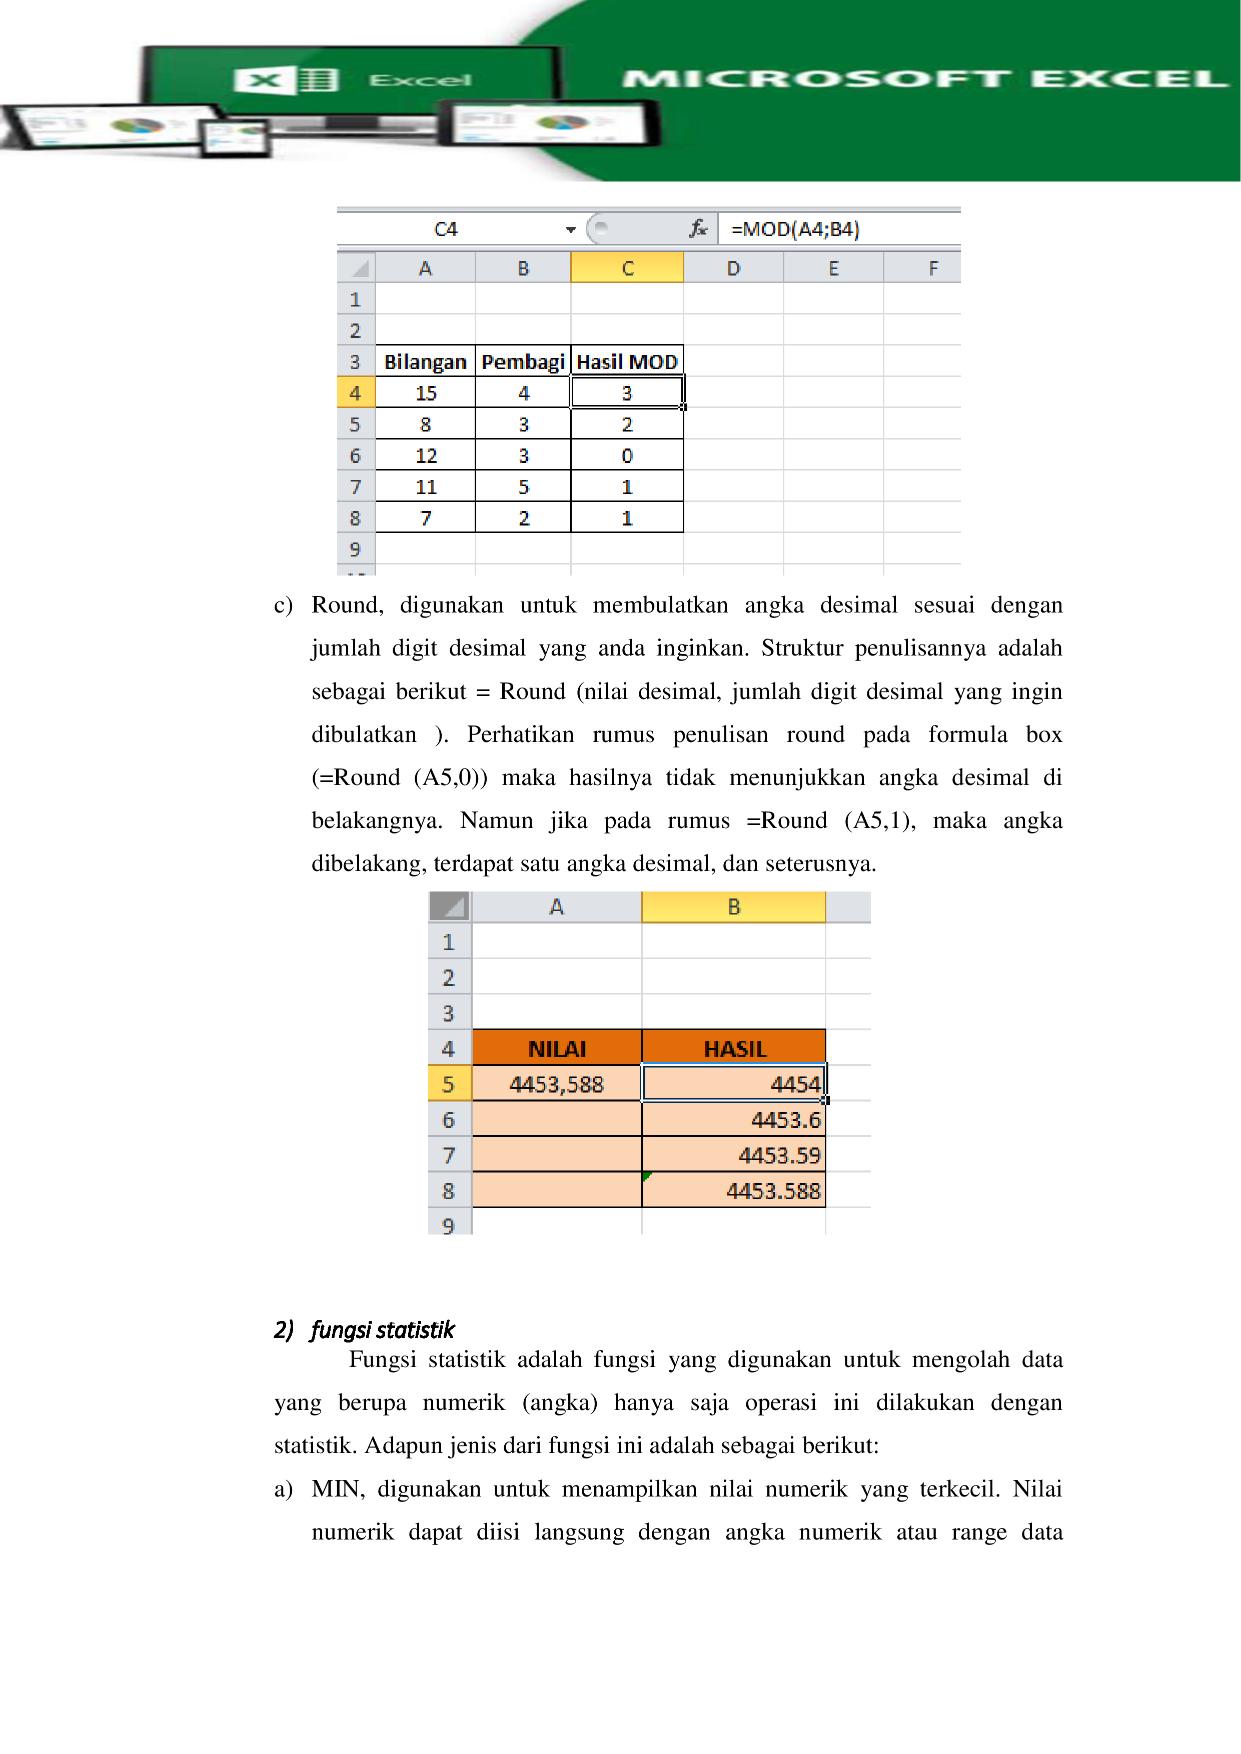 Excel
MICROSOFT EXCEL
C4 fx =MOD(A4;B4)
A B C D E F
1
2
3 Bilangan Pembagi Hasil MOD
4 15 4 3
5 8 3 2
6 12 3 0
7 11 5 1
8 7 2 1
9
c) Round, digunakan untuk membulatkan angka desimal sesuai dengan
jumlah digit desimal yang anda inginkan. Struktur penulisannya adalah
sebagai berikut = Round (nilai desimal, jumlah digit desimal yang ingin
dibulatkan ). Perhatikan rumus penulisan round pada formula box
(=Round (A5,0)) maka hasilnya tidak menunjukkan angka desimal di
belakangnya. Namun jika pada rumus =Round (A5,1), maka angka
dibelakang, terdapat satu angka desimal, dan seterusnya.
A B
1
2
3
4 NILAI HASIL
5 4453,588 4454
6 4453.6
7 4453.59
8 4453.588
9
2) fungsi statistik
Fungsi statistik adalah fungsi yang digunakan untuk mengolah data
yang berupa numerik (angka) hanya saja operasi ini dilakukan dengan
statistik. Adapun jenis dari fungsi ini adalah sebagai berikut:
a) MIN, digunakan untuk menampilkan nilai numerik yang terkecil. Nilai
numerik dapat diisi langsung dengan angka numerik atau range data